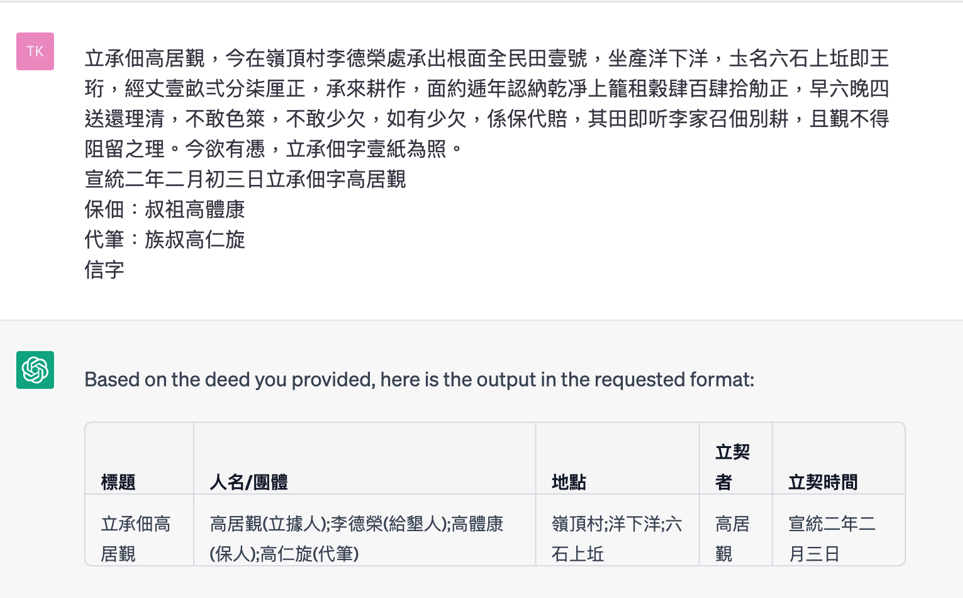 TK
立承佃高居觐，今在嶺頂村李德榮處承出根面全民田壹號，坐產洋下洋，圡名六石上坵即王
珩，經丈壹畝弍分柒厘正，承來耕作，面約逓年認納乾淨上籠租穀肆百肆拾觔正，早六晚四
送還理清，不敢色筞，不敢少欠，如有少欠，係保代賠，其田即听李家召佃別耕，且觐不得
阻留之理。今欲有憑，立承佃字壹紙為照。
宣統二年二月初三日立承佃字高居觐
保佃：叔祖高體康
代筆：族叔高仁旋
信字
Based on the deed you provided, here is the output in the requested format:
標題 人名/團體 地點 立契者 立契時間
立承佃高居觐 高居觐(立據人);李德榮(給墾人);高體康(保人);高仁旋(代筆) 嶺頂村;洋下洋;六石上坵 高居觐 宣統二年二月三日